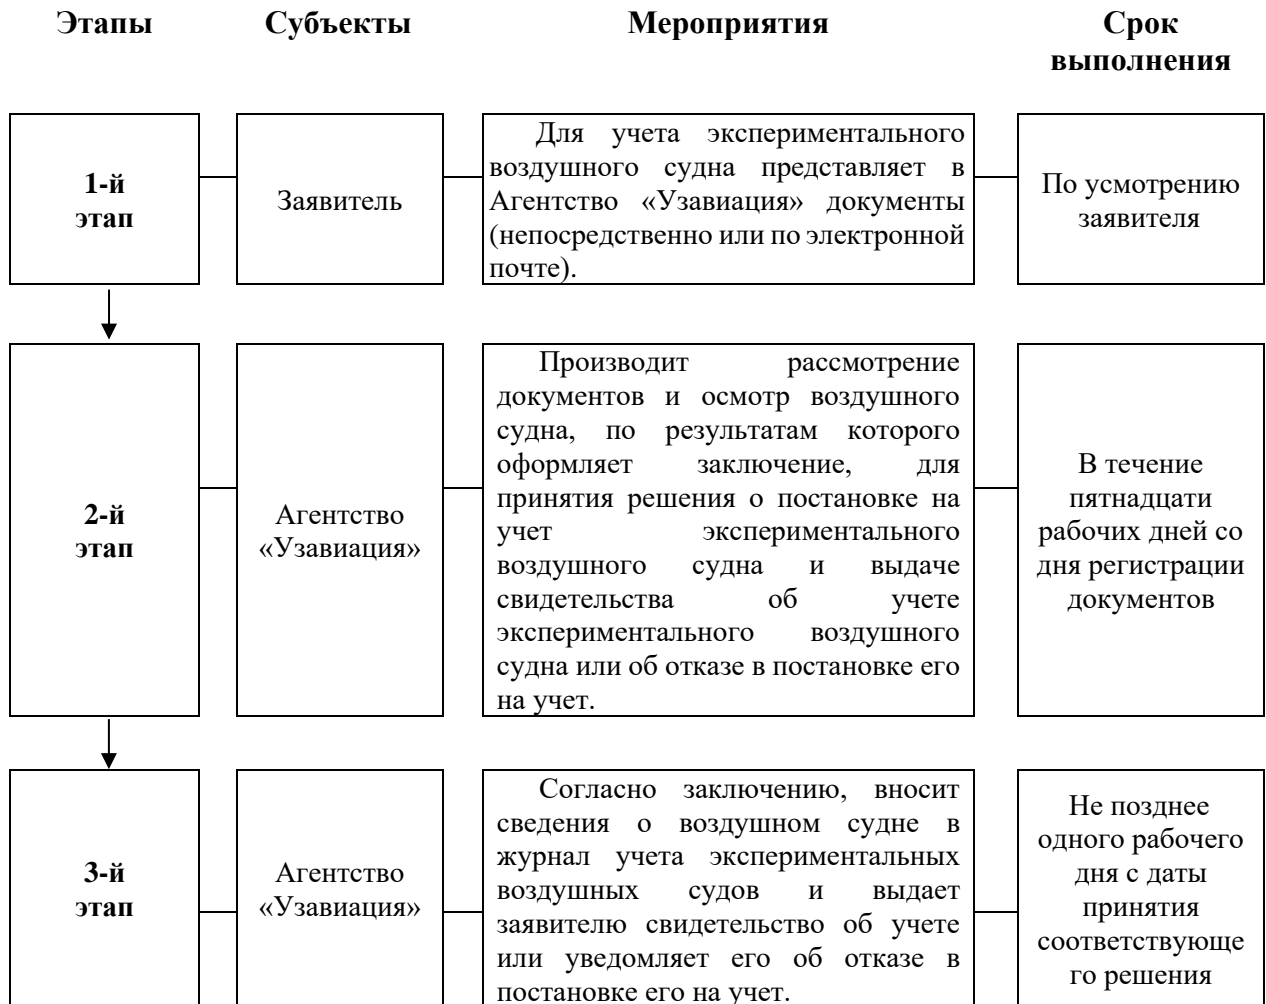 Этапы
Субъекты
Мероприятия
Срок
выполнения
1-й
этап
Заявитель
Для учета экспериментального
воздушного судна представляет в
Агентство «Узавиация» документы
(непосредственно или по электронной
почте).
По усмотрению
заявителя
2-й
этап
Агентство
«Узавиация»
Производит рассмотрение
документов и осмотр воздушного
судна, по результатам которого
оформляет заключение, для
принятия решения о постановке на
учет экспериментального
воздушного судна и выдаче
свидетельства об учете
экспериментального воздушного
судна или об отказе в постановке его
на учет.
В течение
пятнадцати
рабочих дней со
дня регистрации
документов
3-й
этап
Агентство
«Узавиация»
Согласно заключению, вносит
сведения о воздушном судне в
журнал учета экспериментальных
воздушных судов и выдает
заявителю свидетельство об учете
или уведомляет его об отказе в
постановке его на учет.
Не позднее
одного рабочего
дня с даты
принятия
соответствующе
го решения